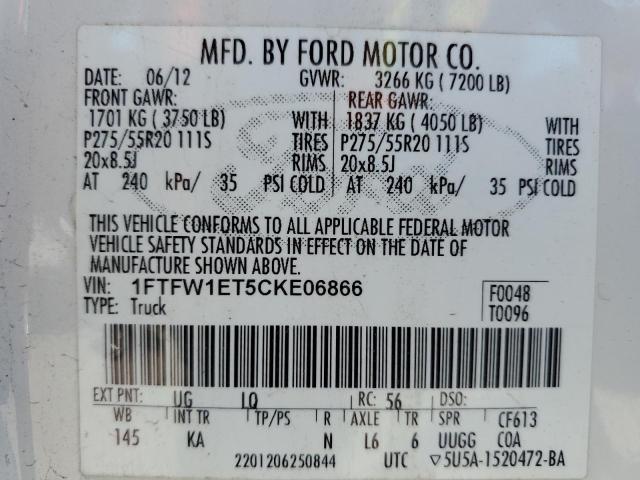 MFD. BY FORD MOTOR CO.
DATE: 06/12 GVWR: 3266 KG ( 7200 LB)
FRONT GAWR: REAR GAWR:
1701 KG ( 3750 LB) WITH 1837 KG ( 4050 LB) WITH
P275/55R20 111S TIRES P275/55R20 111S TIRES
20x8.5J RIMS 20x8.5J RIMS
AT 240 kPa/ 35 PSI COLD AT 240 kPa/ 35 PSI COLD
THIS VEHICLE CONFORMS TO ALL APPLICABLE FEDERAL MOTOR
VEHICLE SAFETY STANDARDS IN EFFECT ON THE DATE OF
MANUFACTURE SHOWN ABOVE.
VIN: 1FTFW1ET5CKE06866 F0048
TYPE: Truck T0096
EXT PNT: UG LQ RC: 56 DSO:
WB INT TR TP/PS R AXLE TR SPR CF613
145 KA N L6 6 UUGG COA
2201206250844 UTC ▽5U5A-1520472-BA